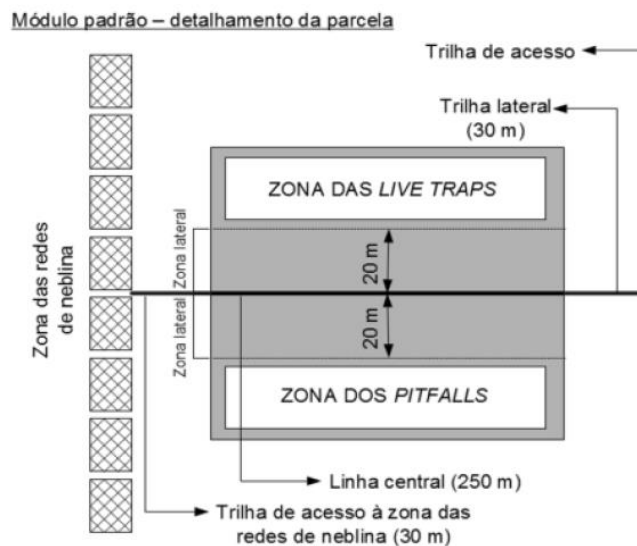 Módulo padrão – detalhamento da parcela
Trilha de acesso
Trilha lateral
(30 m)
ZONA DAS LIVE TRAPS
Zona das redes
de neblina
Zona lateral
20 m
Zona lateral
20 m
ZONA DOS PITFALLS
Linha central (250 m)
Trilha de acesso à zona das
redes de neblina (30 m)